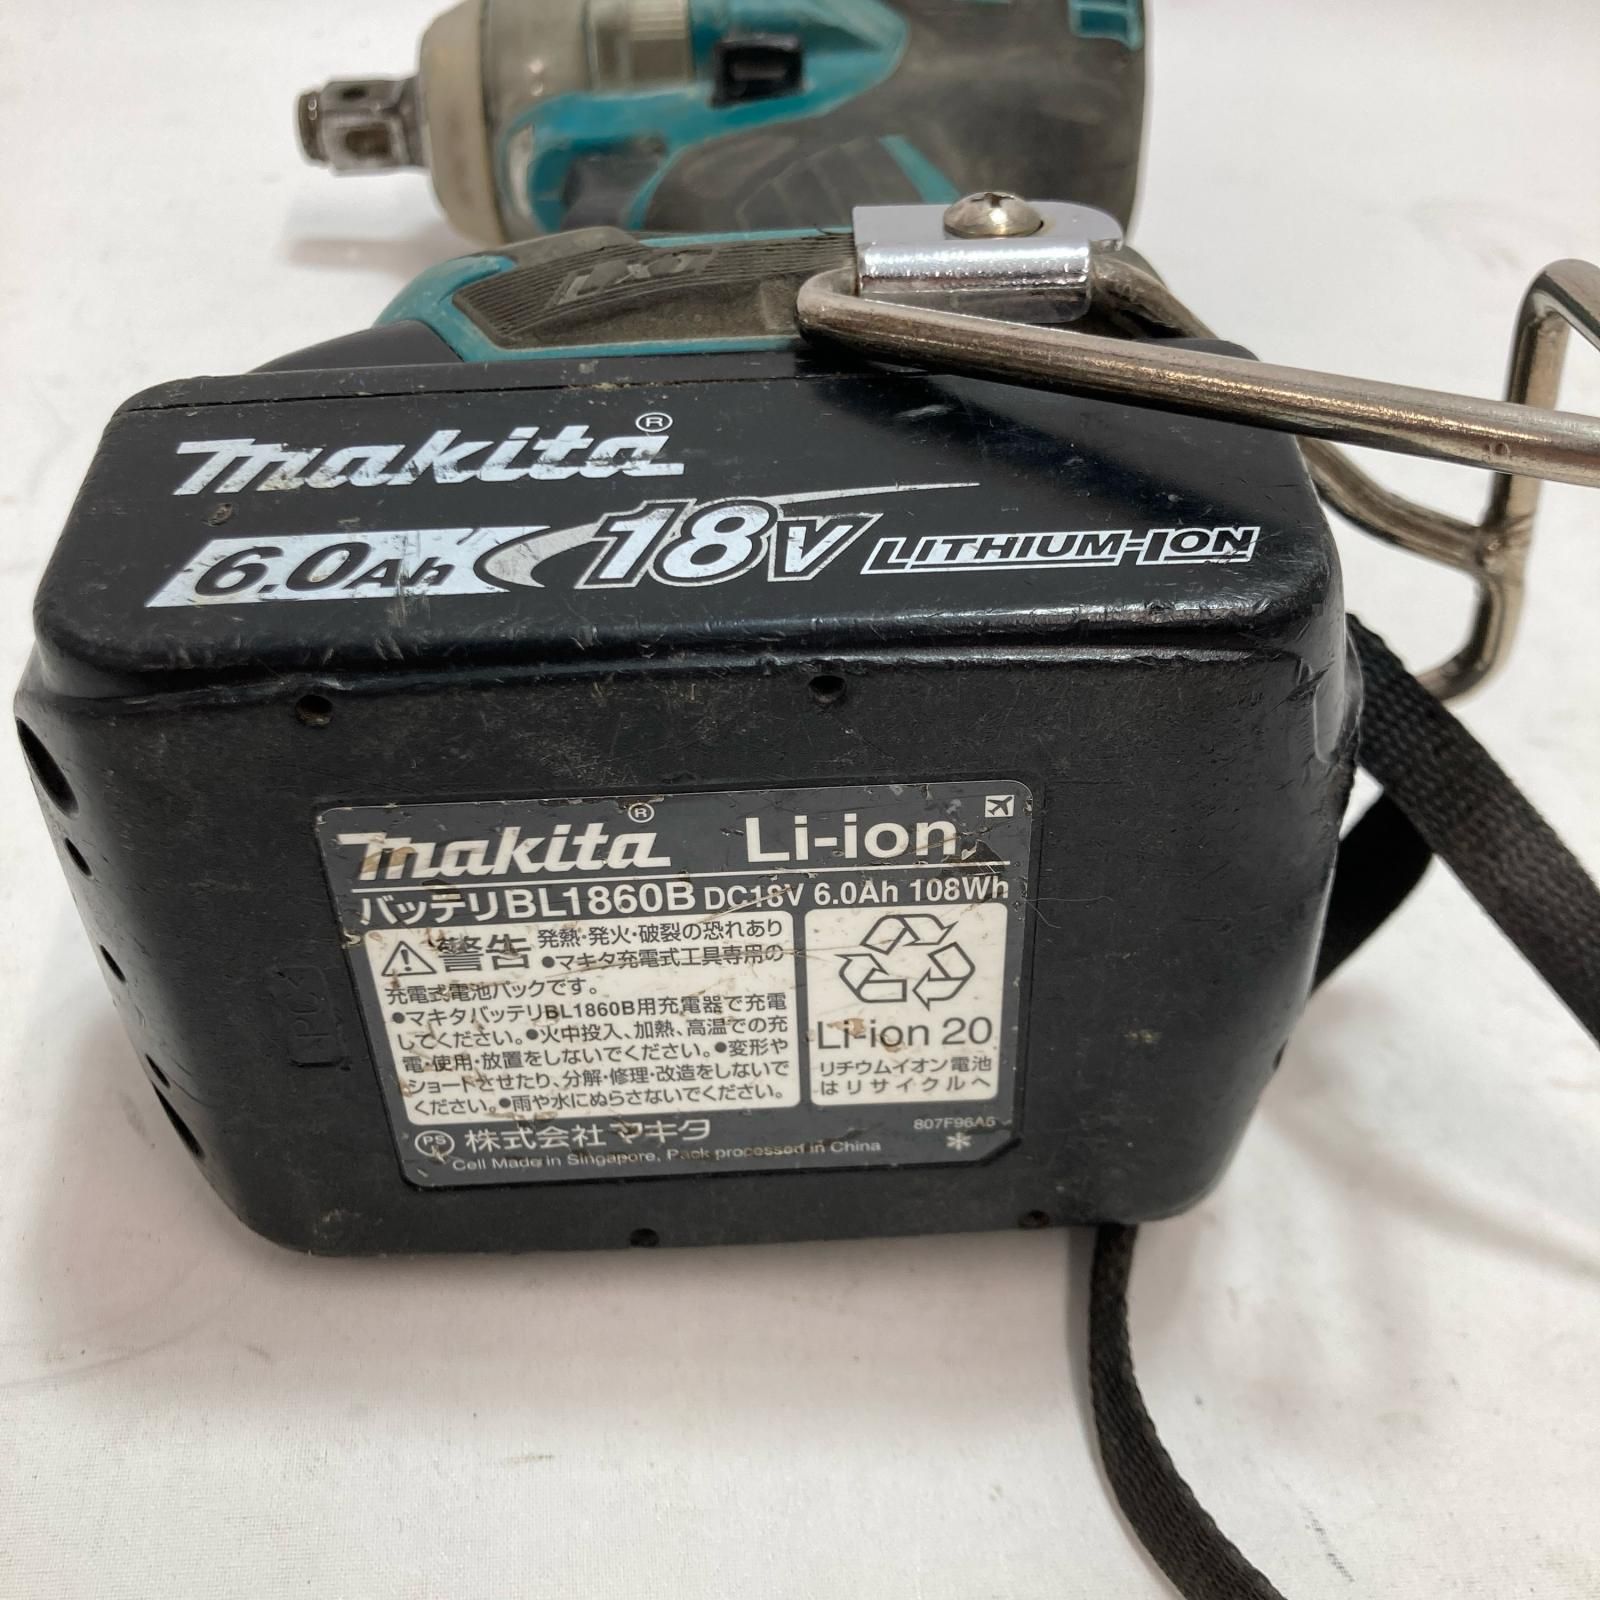 LXT
makita®
6.0Ah 18V LITHIUM-ION
makita® Li-ion
バッテリBL1860B DC18V 6.0Ah 108Wh
警告 発熱・発火・破裂の恐れあり
●マキタ充電式工具専用の
充電式電池パックです。
●マキタバッテリBL1860B用充電器で充電
してください。●火中投入、加熱、高温での充
電・使用・放置をしないでください。●変形や
ショートさせたり、分解・修理・改造をしないで
ください。●雨や水にぬらさないでください。
Li-ion 20
リチウムイオン電池
はリサイクルへ
PS 株式会社マキタ
807F96A5
Cell Made in Singapore, Pack processed in China